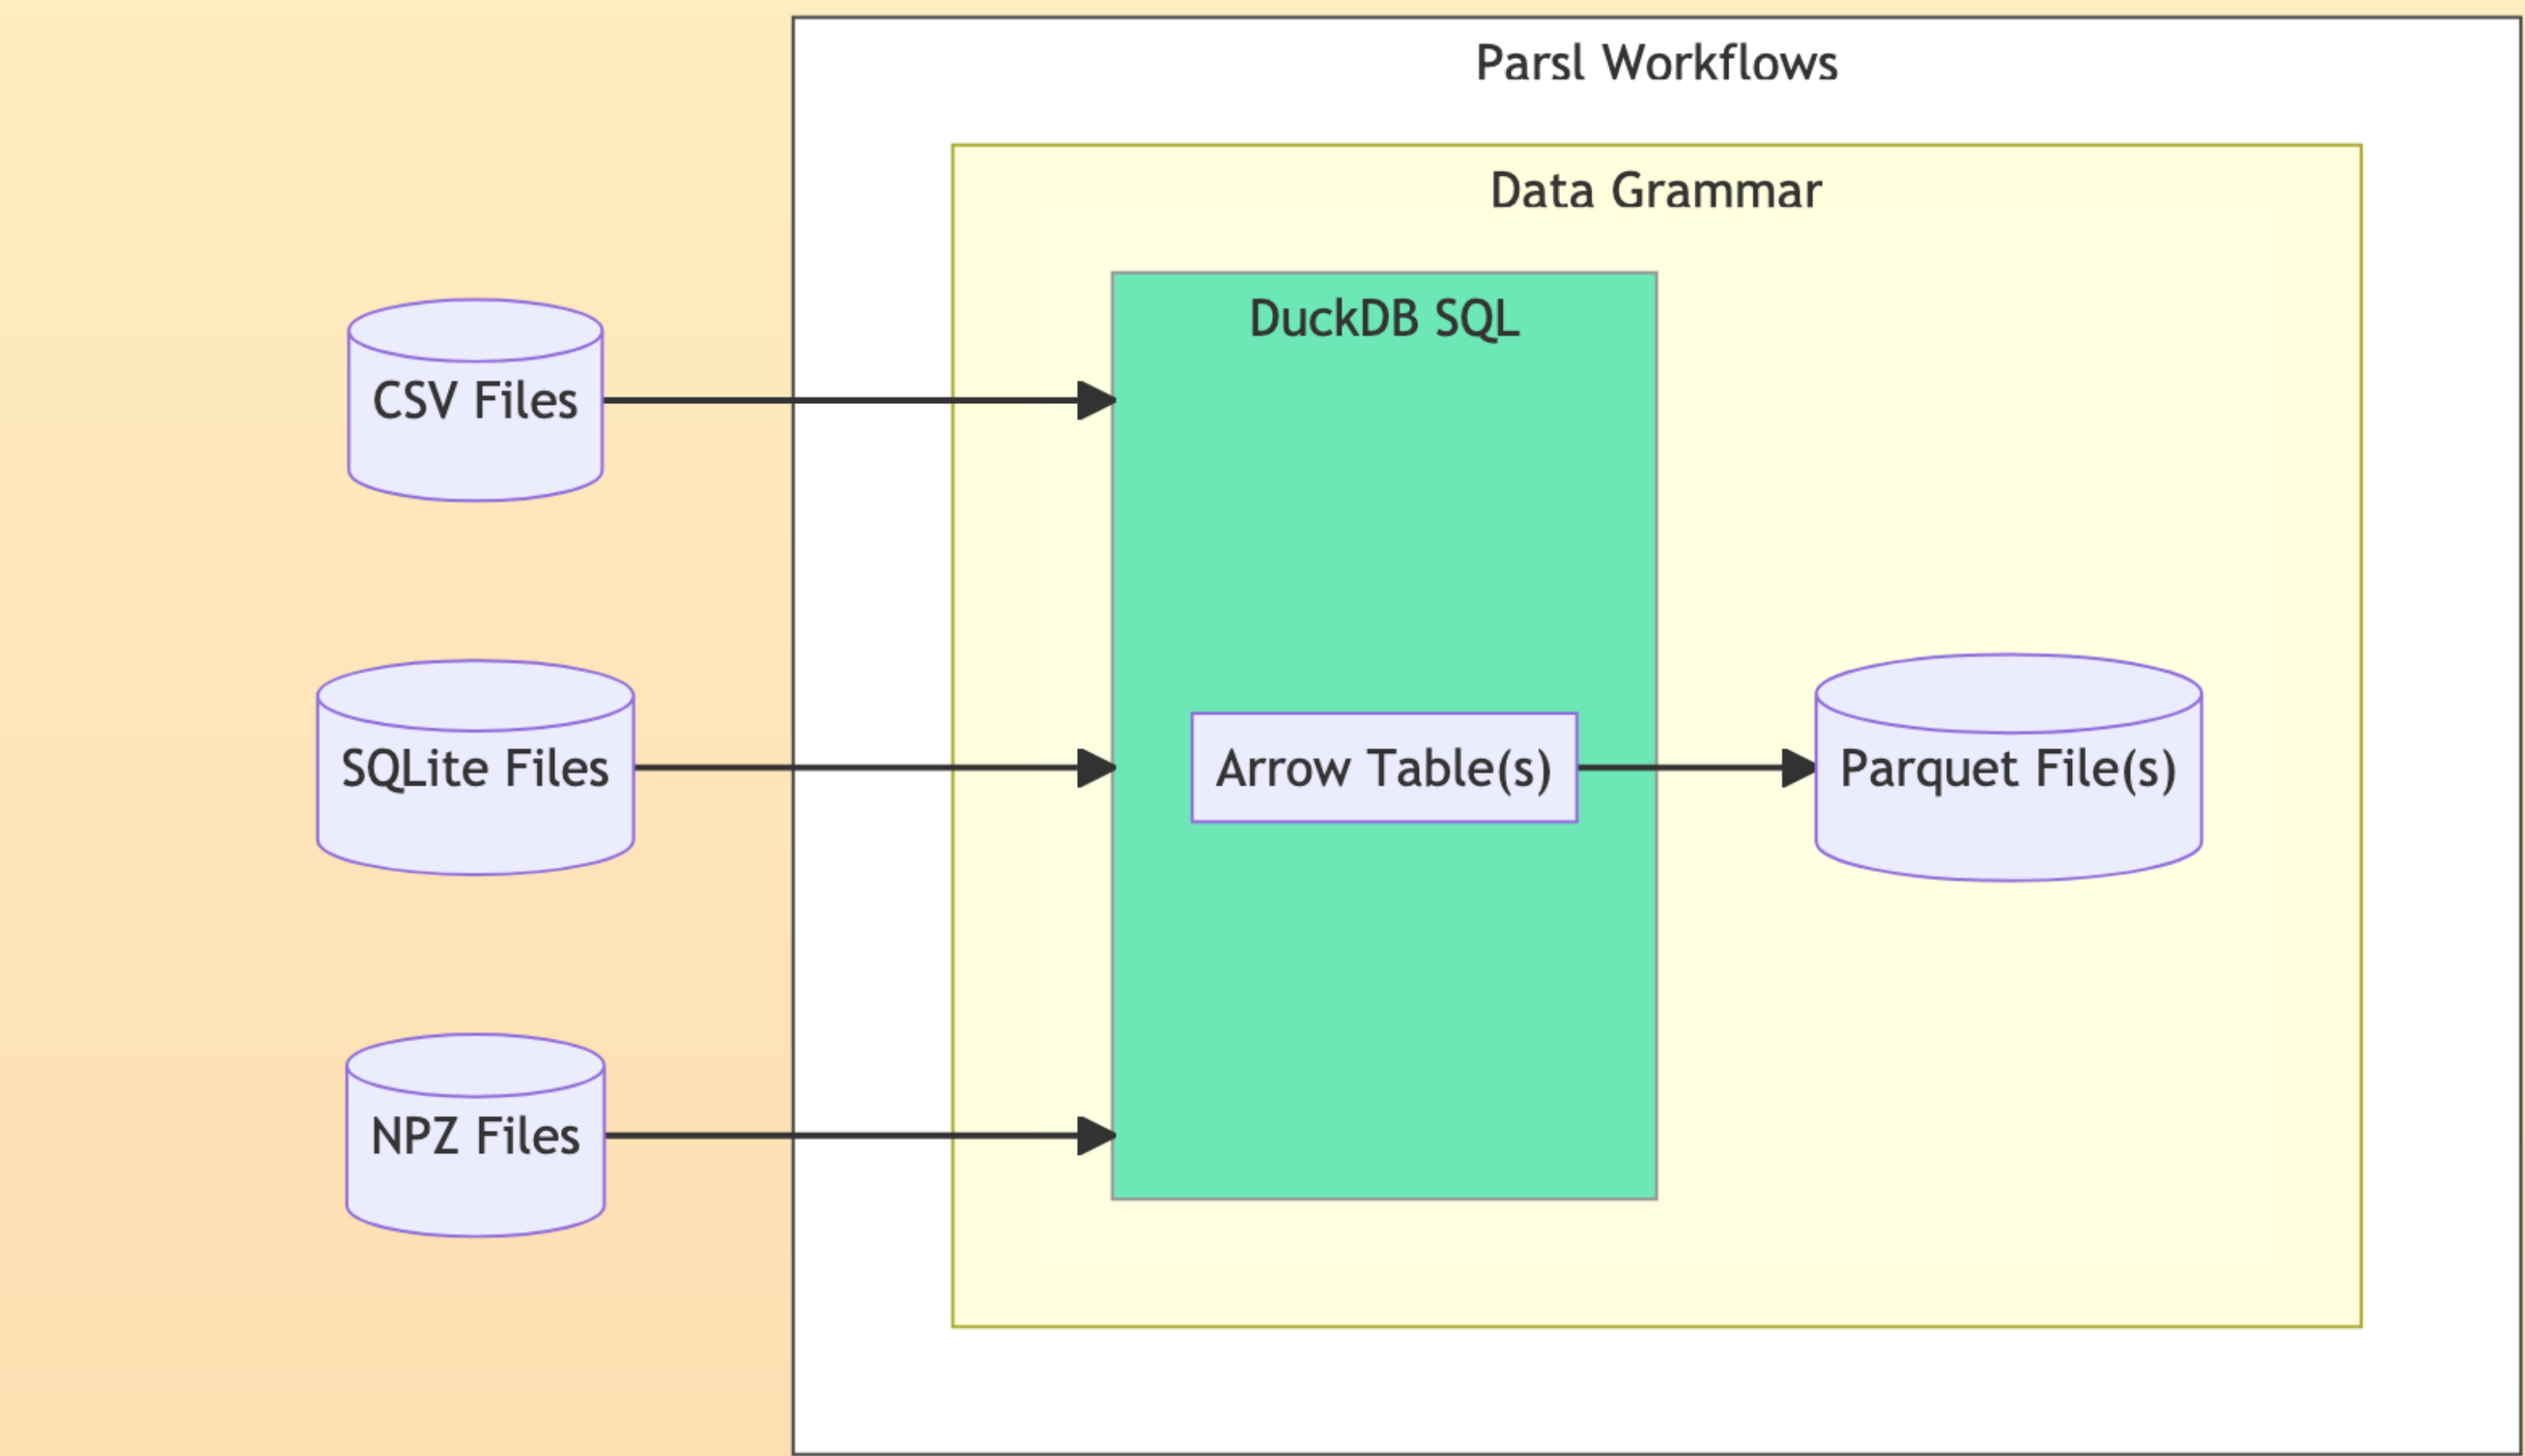 Parsl Workflows
Data Grammar
DuckDB SQL
CSV Files
SQLite Files
Arrow Table(s)
Parquet File(s)
NPZ Files